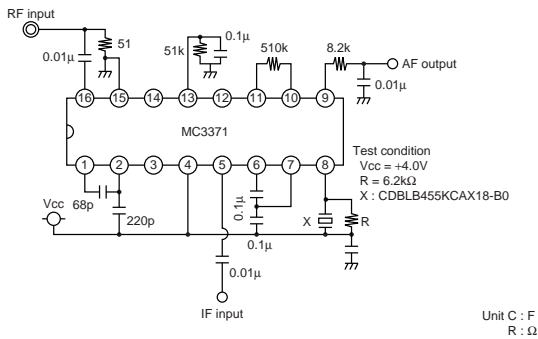 RF input
0.01μ
51
51k
0.1μ
510k
8.2k
AF output
0.01μ
16 15 14 13 12 11 10 9
MC3371
1 2 3 4 5 6 7 8
Test condition
Vcc = +4.0V
R = 6.2kΩ
X : CDBLB455KCAX18-B0
Vcc
68p
220p
0.1μ
0.1μ
X
R
0.01μ
IF input
Unit C : F
R : Ω